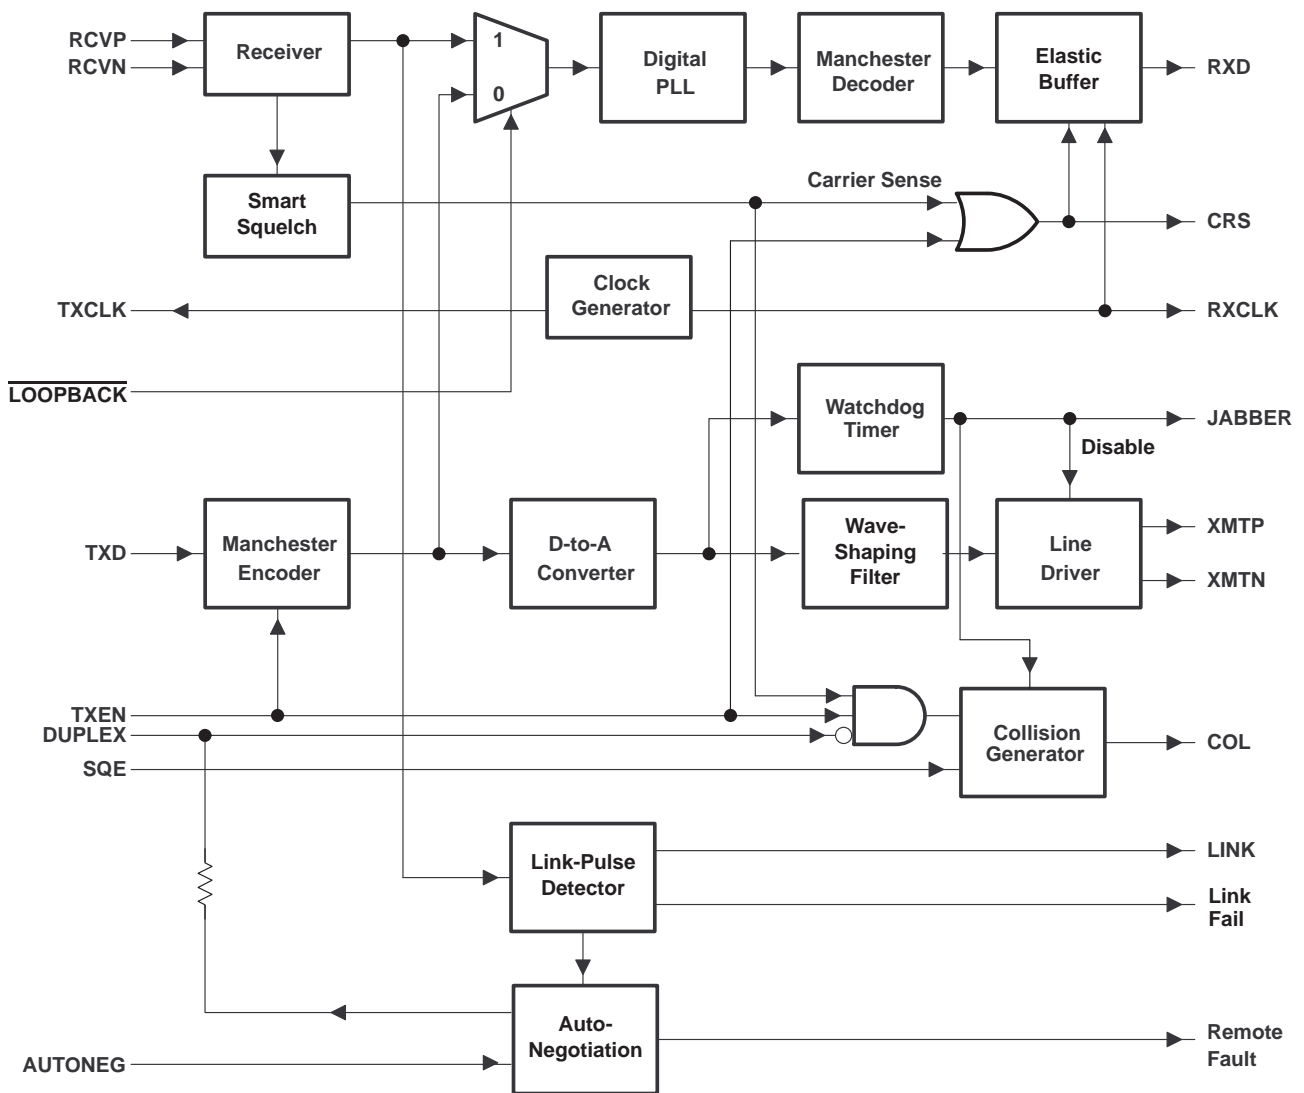 RCVP
RCVN
Receiver
1
0
Digital
PLL
Manchester
Decoder
Elastic
Buffer
RXD
Smart
Squelch
Carrier Sense
CRS
TXCLK
Clock
Generator
RXCLK
LOOPBACK
Watchdog
Timer
JABBER
Disable
TXD
Manchester
Encoder
D-to-A
Converter
Wave-
Shaping
Filter
Line
Driver
XMTP
XMTN
TXEN
DUPLEX
SQE
Collision
Generator
COL
Link-Pulse
Detector
LINK
Link
Fail
Auto-
Negotiation
AUTONEG
Remote
Fault